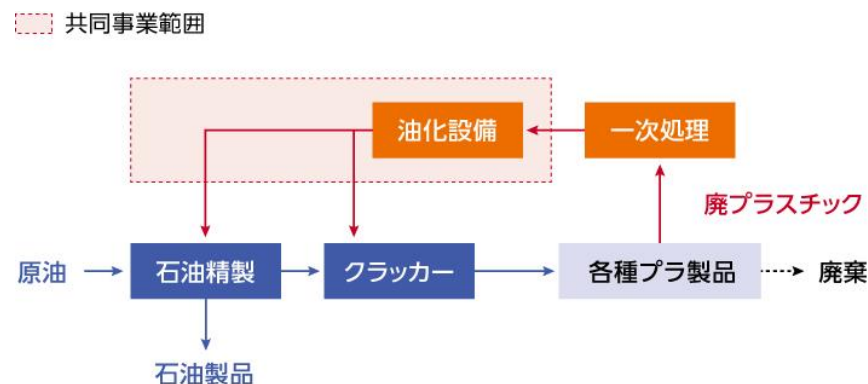 共同事業範囲
油化設備
一次処理
廃プラスチック
原油
石油精製
クラッカー
各種プラ製品
廃棄
石油製品